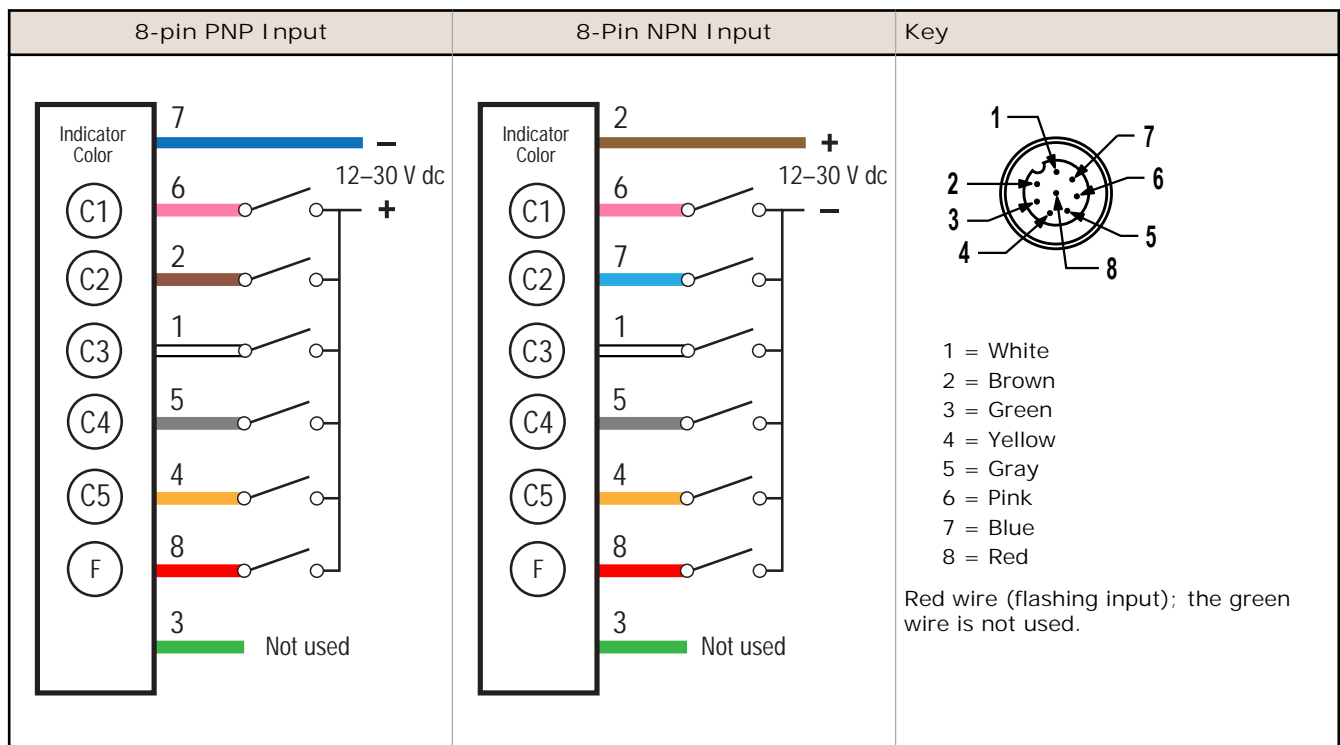 8-pin PNP Input
8-Pin NPN Input
Key
Indicator
Color
7
–
12–30 V dc
6
C1
+
2
C2
1
C3
5
C4
4
C5
8
F
3
Not used
Indicator
Color
2
+
12–30 V dc
6
C1
–
7
C2
1
C3
5
C4
4
C5
8
F
3
Not used
1
7
2
6
3
5
4
8
1 = White
2 = Brown
3 = Green
4 = Yellow
5 = Gray
6 = Pink
7 = Blue
8 = Red
Red wire (flashing input); the green
wire is not used.